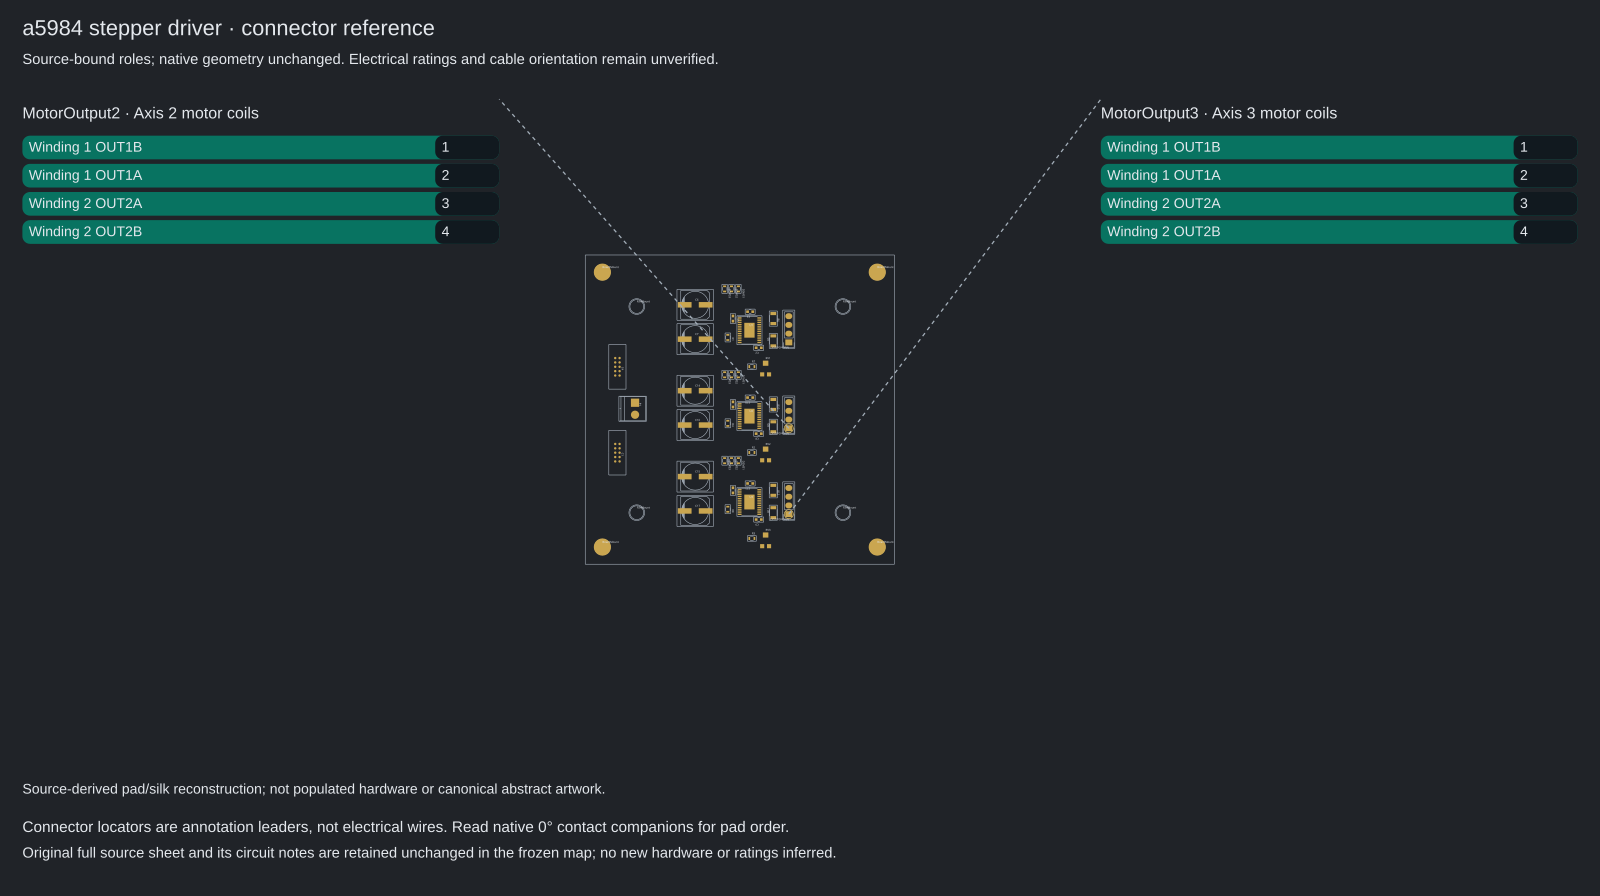 a5984 stepper driver · connector reference
Source-bound roles; native geometry unchanged. Electrical ratings and cable orientation remain unverified.
MotorOutput2 · Axis 2 motor coils
Winding 1 OUT1B 1
Winding 1 OUT1A 2
Winding 2 OUT2A 3
Winding 2 OUT2B 4
MotorOutput3 · Axis 3 motor coils
Winding 1 OUT1B 1
Winding 1 OUT1A 2
Winding 2 OUT2A 3
Winding 2 OUT2B 4
Source-derived pad/silk reconstruction; not populated hardware or canonical abstract artwork.
Connector locators are annotation leaders, not electrical wires. Read native 0° contact companions for pad order.
Original full source sheet and its circuit notes are retained unchanged in the frozen map; no new hardware or ratings inferred.